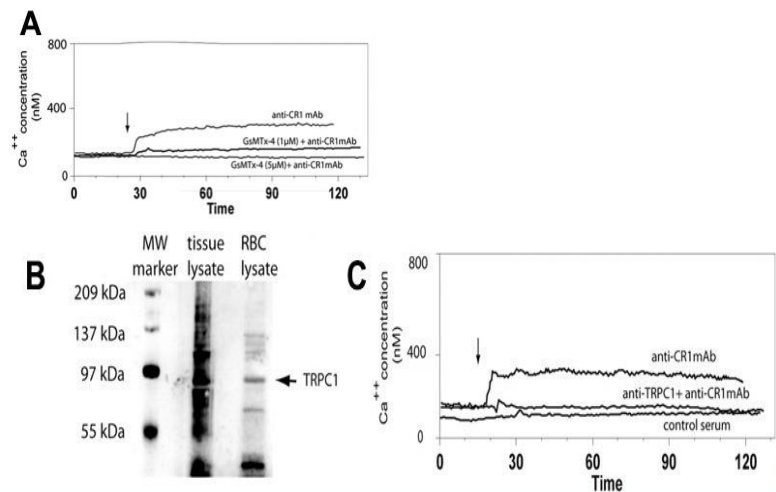 A
800
400
0
Ca++ concentration
(nM)
anti-CR1 mAb
GsMTx-4 (1μM) + anti-CR1mAb
GsMTx-4 (5μM)+ anti-CR1mAb
0 30 60 90 120
Time
B
MW tissue RBC
marker lysate lysate
209 kDa
137 kDa
97 kDa
55 kDa
TRPC1
C
800
400
0
Ca++ concentration
(nM)
anti-CR1mAb
anti-TRPC1+ anti-CR1mAb
control serum
0 30 60 90 120
Time